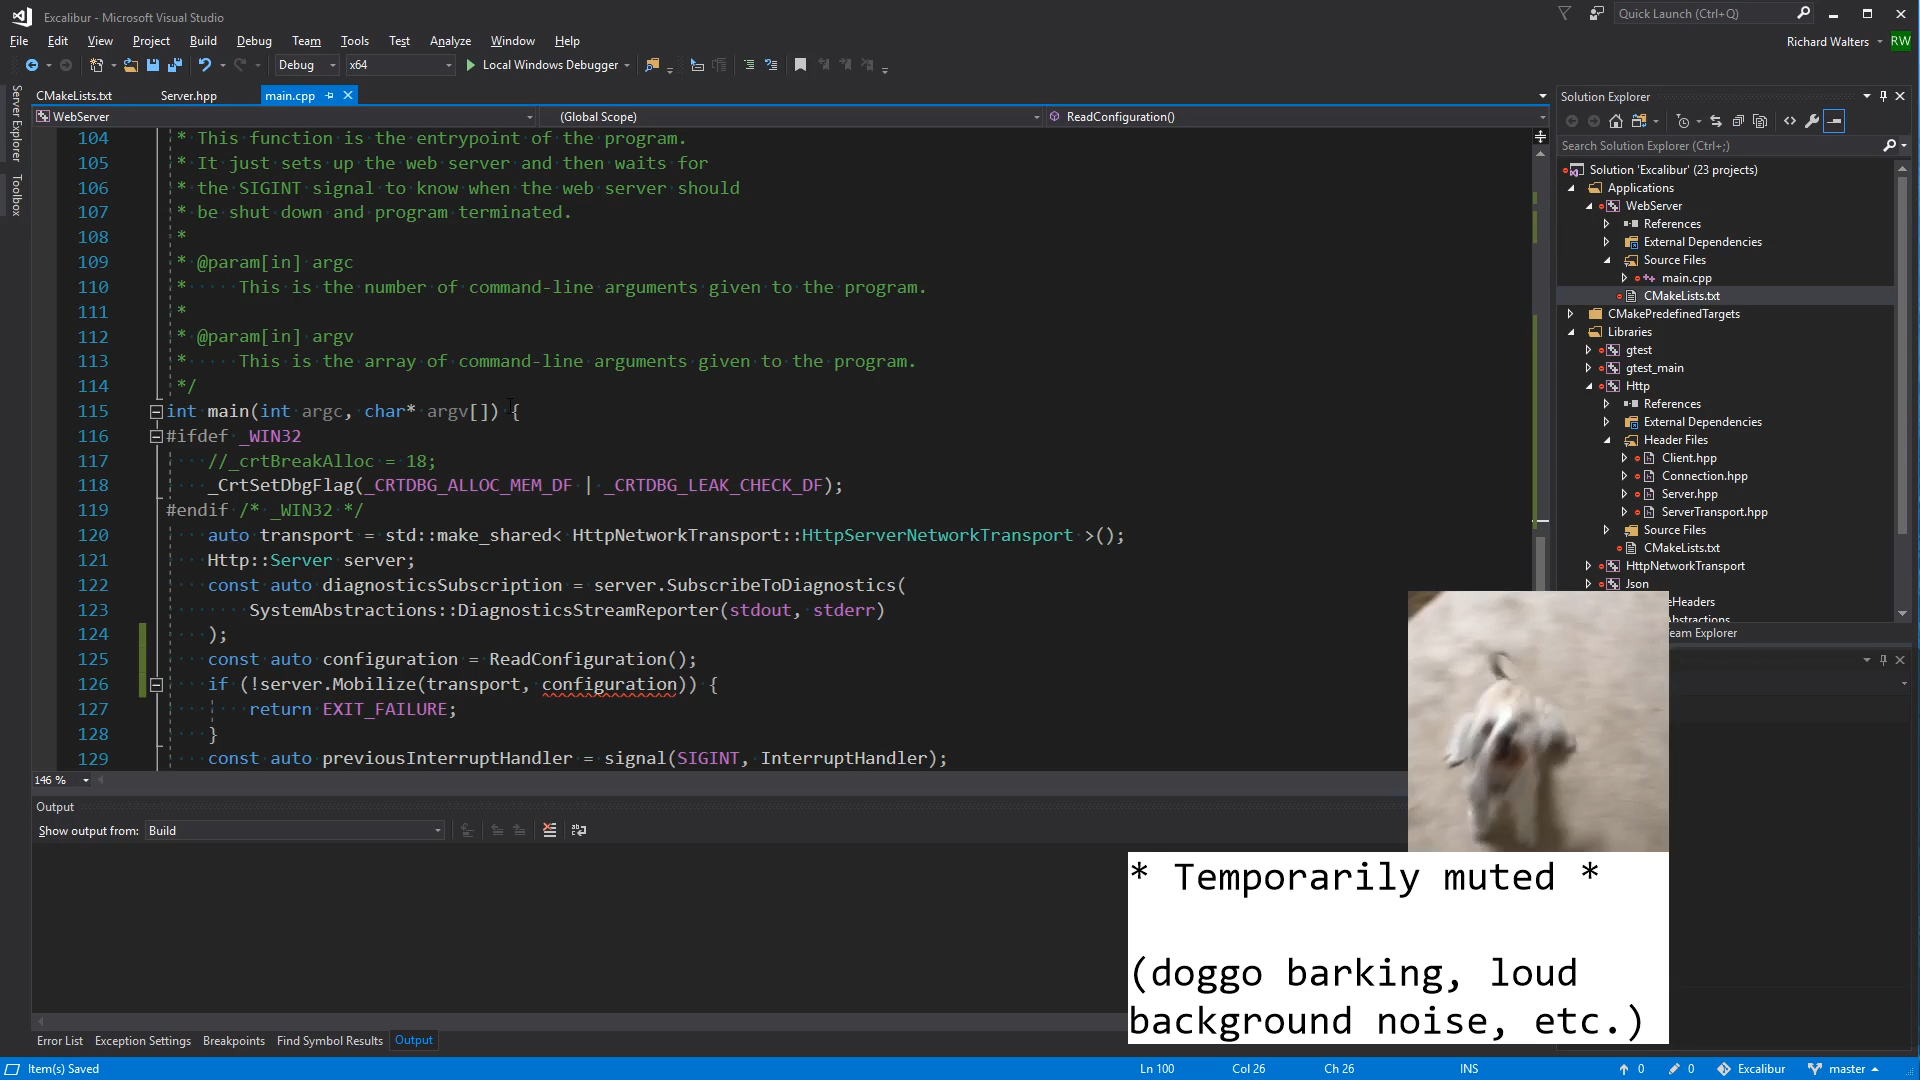 Excalibur - Microsoft Visual Studio
Quick Launch (Ctrl+Q)
File Edit View Project Build Debug Team Tools Test Analyze Window Help
Richard Walters RW
Debug x64 Local Windows Debugger
Server Explorer
Toolbox
CMakeLists.txt Server.hpp main.cpp
WebServer (Global Scope) ReadConfiguration()
104 * This function is the entrypoint of the program.
105 * It just sets up the web server and then waits for
106 * the SIGINT signal to know when the web server should
107 * be shut down and program terminated.
108 *
109 * @param[in] argc
110 * This is the number of command-line arguments given to the program.
111 *
112 * @param[in] argv
113 * This is the array of command-line arguments given to the program.
114 */
115 int main(int argc, char* argv[]) {
116 #ifdef _WIN32
117 //_crtBreakAlloc = 18;
118 _CrtSetDbgFlag(_CRTDBG_ALLOC_MEM_DF | _CRTDBG_LEAK_CHECK_DF);
119 #endif /* _WIN32 */
120 auto transport = std::make_shared< HttpNetworkTransport::HttpServerNetworkTransport >();
121 Http::Server server;
122 const auto diagnosticsSubscription = server.SubscribeToDiagnostics(
123 SystemAbstractions::DiagnosticsStreamReporter(stdout, stderr)
124 );
125 const auto configuration = ReadConfiguration();
126 if (!server.Mobilize(transport, configuration)) {
127 return EXIT_FAILURE;
128 }
129 const auto previousInterruptHandler = signal(SIGINT, InterruptHandler);
146 %
Output
Show output from: Build
Error List Exception Settings Breakpoints Find Symbol Results Output
Solution Explorer
Search Solution Explorer (Ctrl+;)
Solution 'Excalibur' (23 projects)
Applications
WebServer
References
External Dependencies
Source Files
main.cpp
CMakeLists.txt
CMakePredefinedTargets
Libraries
gtest
gtest_main
Http
References
External Dependencies
Header Files
Client.hpp
Connection.hpp
Server.hpp
ServerTransport.hpp
Source Files
CMakeLists.txt
HttpNetworkTransport
Json
eHeaders
* Temporarily muted *
(doggo barking, loud
background noise, etc.)
Item(s) Saved Ln 100 Col 26 Ch 26 INS 0 0 Excalibur master